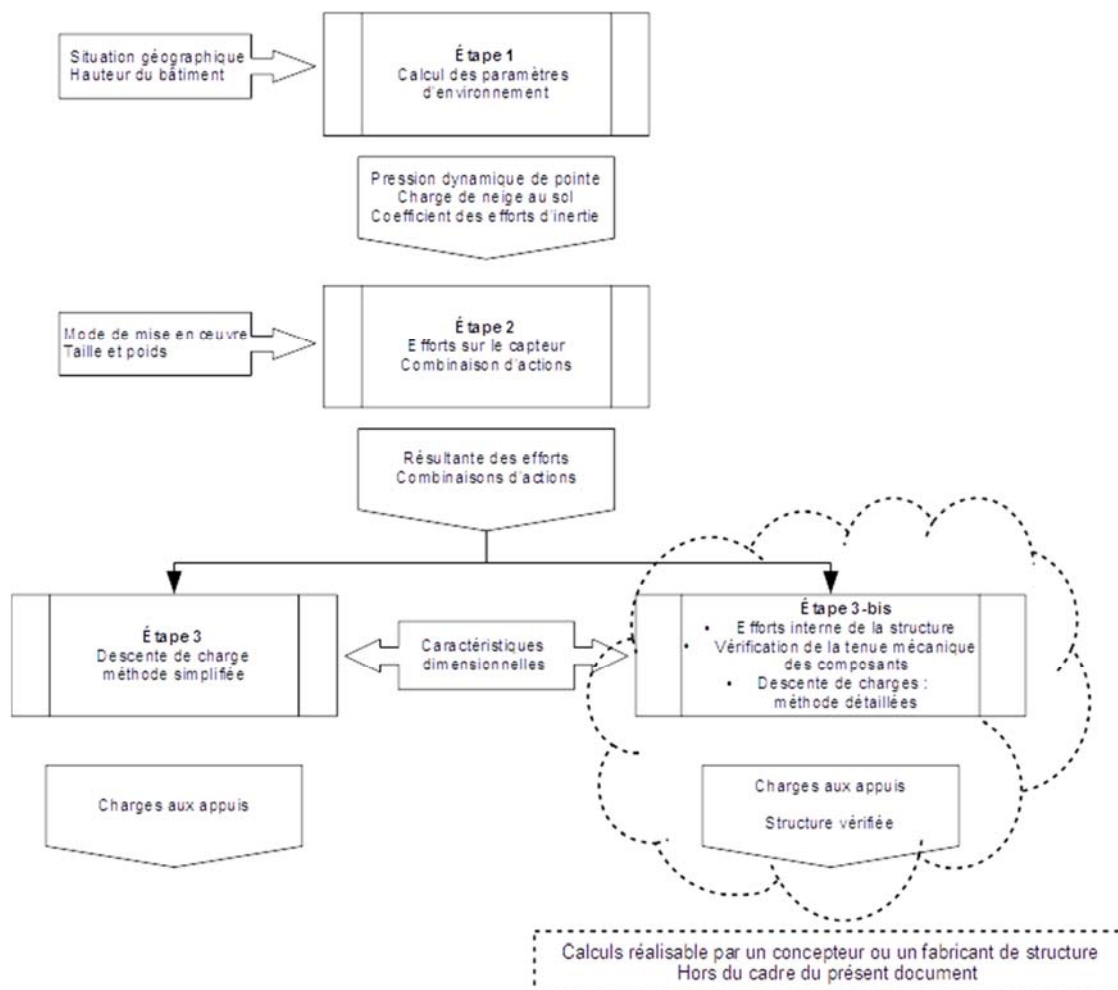 Situation géographique
Hauteur du bâtiment
Étape 1
Calcul des paramètres
d'environnement
Pression dynamique de pointe
Charge de neige au sol
Coefficient des efforts d'inertie
Mode de mise en œuvre
Taille et poids
Étape 2
Efforts sur le capteur
Combinaison d'actions
Résultante des efforts
Combinaisons d'actions
Étape 3
Descente de charge
méthode simplifiée
Caractéristiques
dimensionnelles
Étape 3-bis
• Efforts interne de la structure
• Vérification de la tenue mécanique
des composants
• Descente de charges :
méthode détaillées
Charges aux appuis
Charges aux appuis
Structure vérifiée
Calculs réalisable par un concepteur ou un fabricant de structure
Hors du cadre du présent document